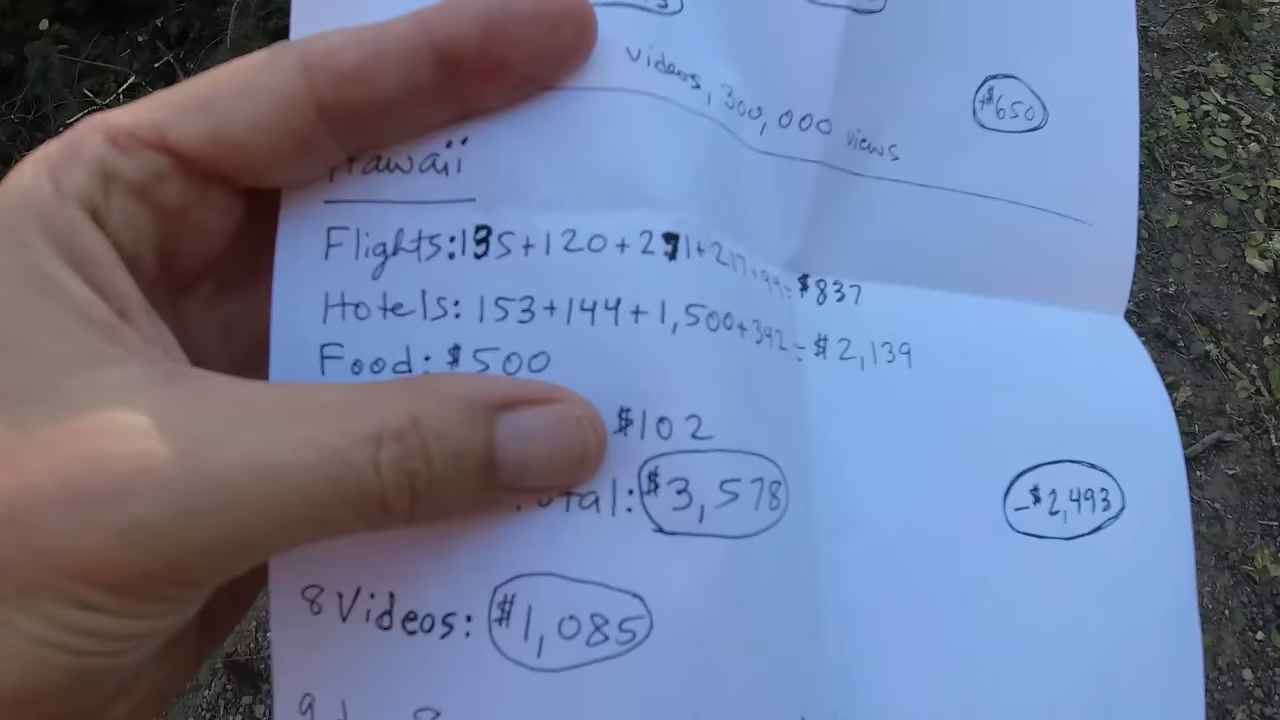 videos, 300,000 views
+$650
Hawaii
Flights: 135 + 120 + 271 + 217 + 94 = $837
Hotels: 153 + 144 + 1,500 + 342 = $2,139
Food: $500
$102
Total: $3,578
-$2,493
8 Videos: $1,085